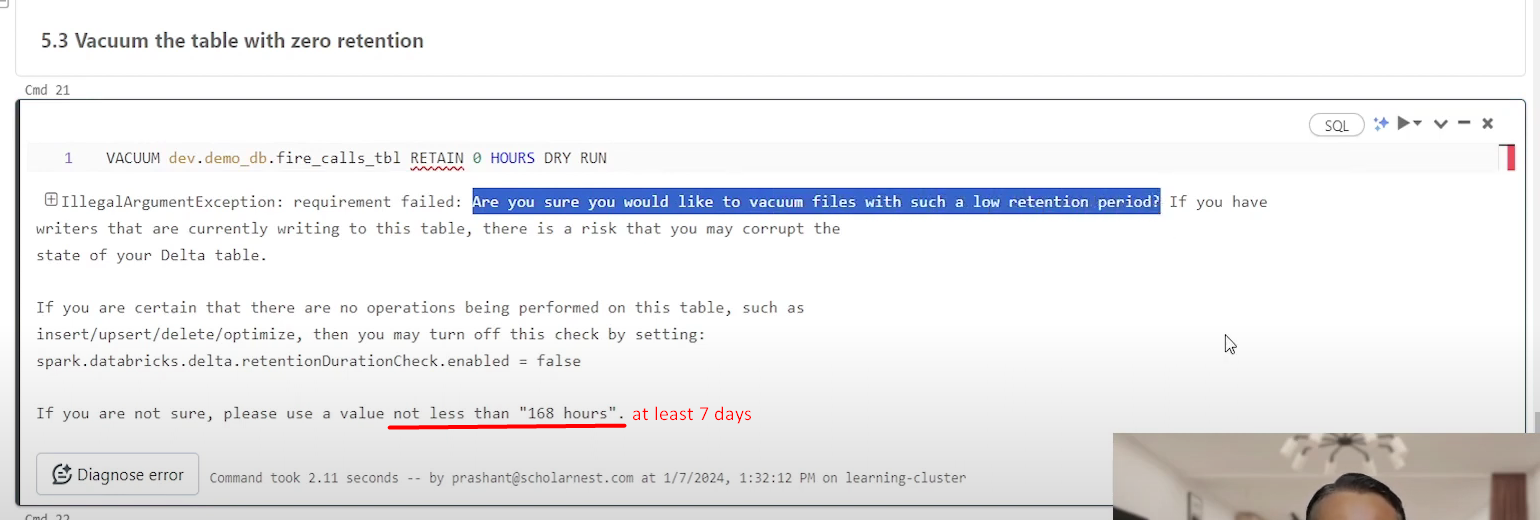 5.3 Vacuum the table with zero retention
Cmd 21
SQL
1 VACUUM dev.demo_db.fire_calls_tbl RETAIN 0 HOURS DRY RUN
IllegalArgumentException: requirement failed: Are you sure you would like to vacuum files with such a low retention period? If you have
writers that are currently writing to this table, there is a risk that you may corrupt the
state of your Delta table.
If you are certain that there are no operations being performed on this table, such as
insert/upsert/delete/optimize, then you may turn off this check by setting:
spark.databricks.delta.retentionDurationCheck.enabled = false
If you are not sure, please use a value not less than "168 hours". at least 7 days
Diagnose error Command took 2.11 seconds -- by prashant@scholarnest.com at 1/7/2024, 1:32:12 PM on learning-cluster
Cmd 22